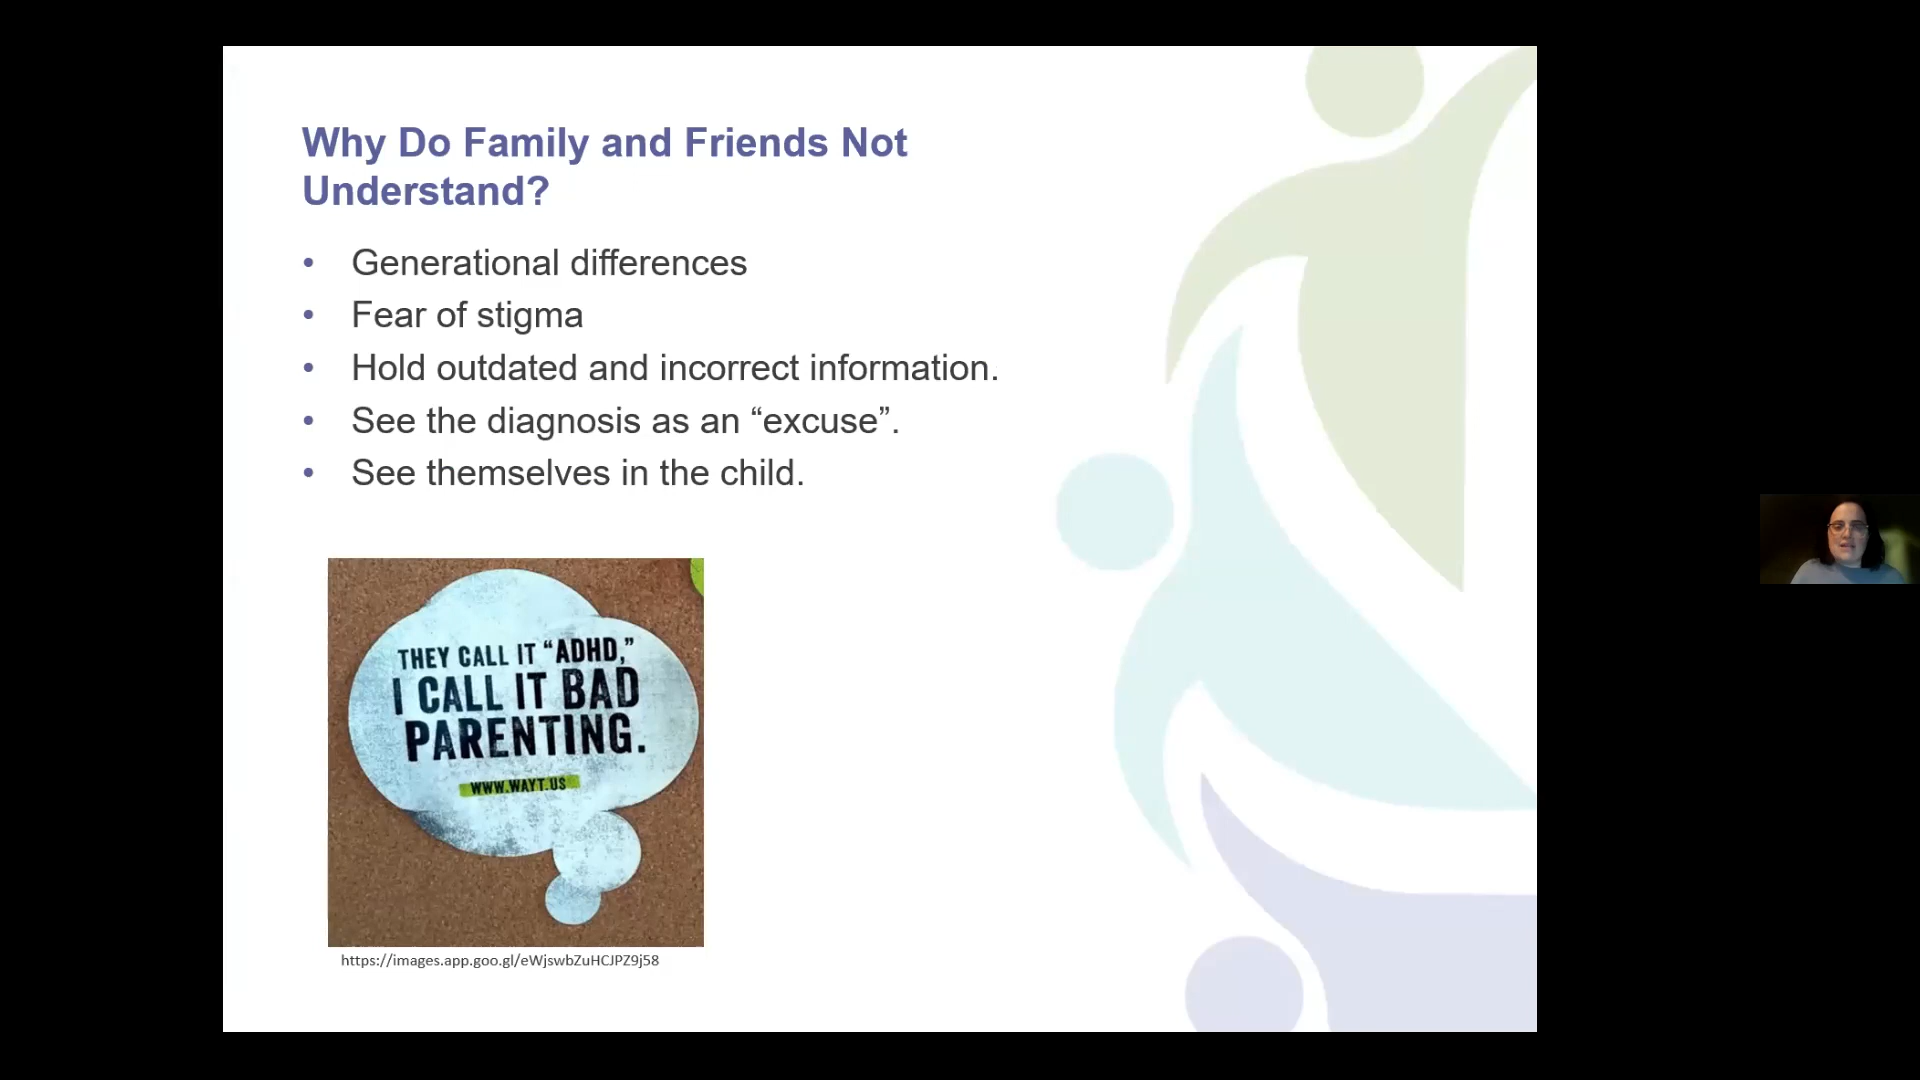 Why Do Family and Friends Not
Understand?
• Generational differences
• Fear of stigma
• Hold outdated and incorrect information.
• See the diagnosis as an “excuse”.
• See themselves in the child.
THEY CALL IT “ADHD,”
I CALL IT BAD
PARENTING.
WWW.WAYT.US
https://images.app.goo.gl/eWjswbZuHCJPZ9j58